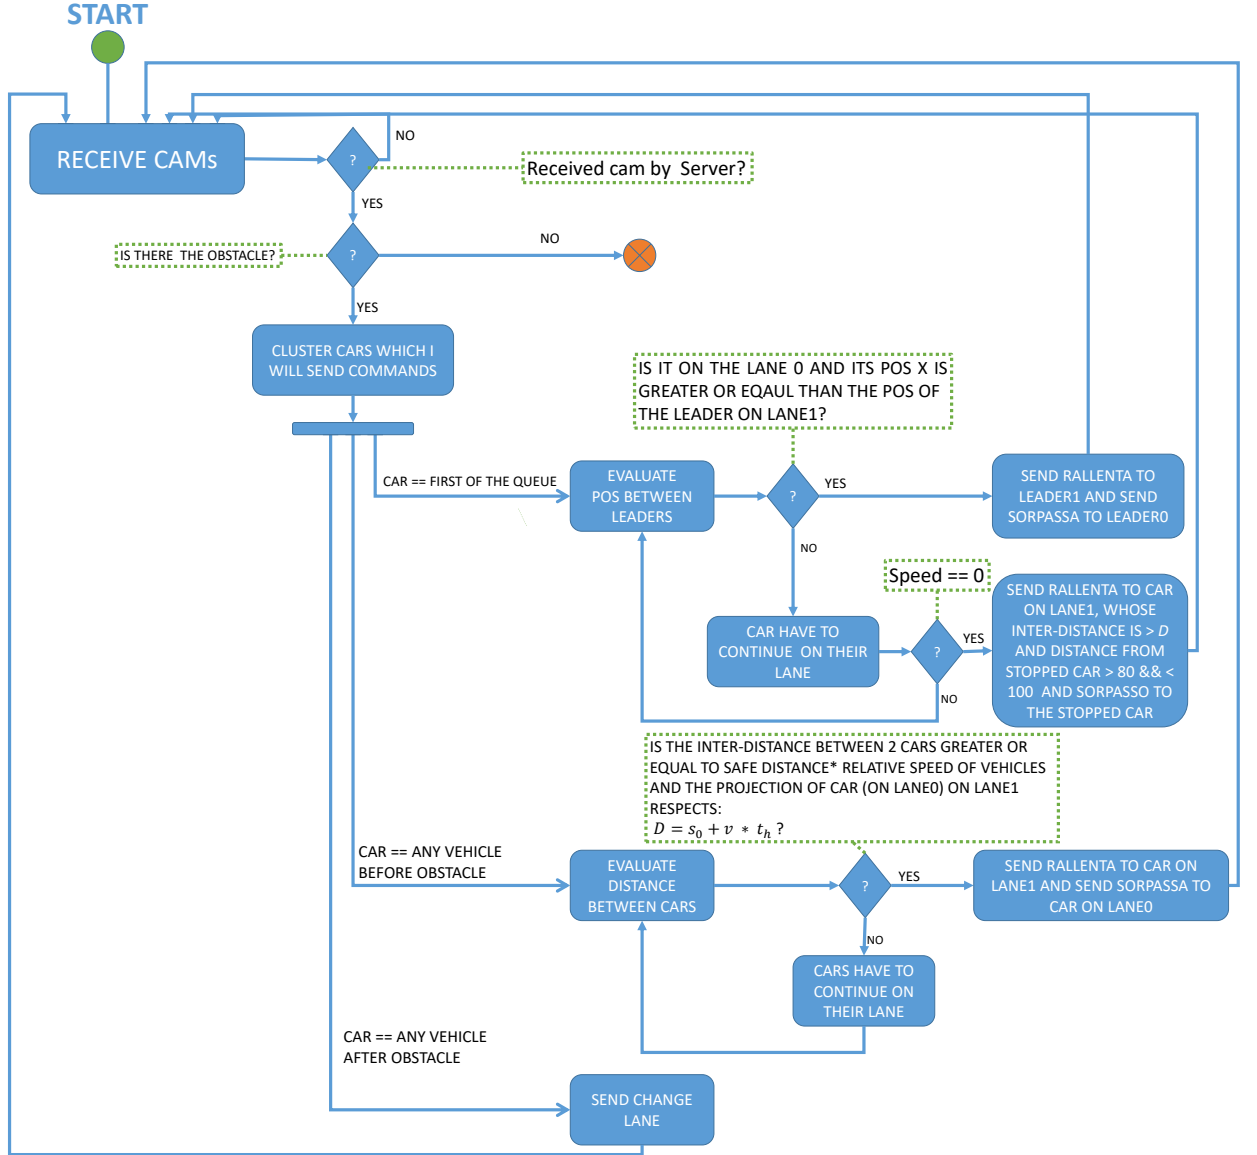 START
RECEIVE CAMs
?
NO
Received cam by Server?
YES
IS THERE THE OBSTACLE?
?
NO
YES
CLUSTER CARS WHICH I
WILL SEND COMMANDS
IS IT ON THE LANE 0 AND ITS POS X IS
GREATER OR EQAUL THAN THE POS OF
THE LEADER ON LANE1?
CAR == FIRST OF THE QUEUE
EVALUATE
POS BETWEEN
LEADERS
?
YES
SEND RALLENTA TO
LEADER1 AND SEND
SORPASSA TO LEADER0
NO
Speed == 0
CAR HAVE TO
CONTINUE ON THEIR
LANE
?
YES
NO
SEND RALLENTA TO CAR
ON LANE1, WHOSE
INTER-DISTANCE IS > D
AND DISTANCE FROM
STOPPED CAR > 80 && <
100 AND SORPASSO TO
THE STOPPED CAR
IS THE INTER-DISTANCE BETWEEN 2 CARS GREATER OR
EQUAL TO SAFE DISTANCE* RELATIVE SPEED OF VEHICLES
AND THE PROJECTION OF CAR (ON LANE0) ON LANE1
RESPECTS:
D = s₀ + v * tₕ ?
CAR == ANY VEHICLE
BEFORE OBSTACLE
EVALUATE
DISTANCE
BETWEEN CARS
?
YES
SEND RALLENTA TO CAR ON
LANE1 AND SEND SORPASSA TO
CAR ON LANE0
NO
CARS HAVE TO
CONTINUE ON
THEIR LANE
CAR == ANY VEHICLE
AFTER OBSTACLE
SEND CHANGE
LANE